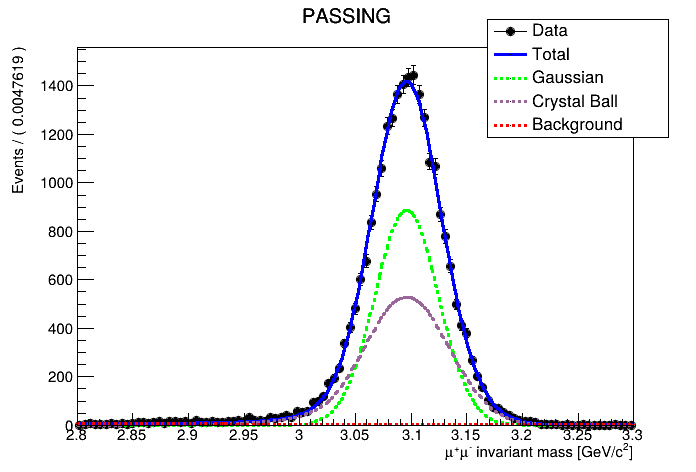 PASSING
Data
Total
Gaussian
Crystal Ball
Background
Events / ( 0.0047619 )
1400
1200
1000
800
600
400
200
0
2.8 2.85 2.9 2.95 3 3.05 3.1 3.15 3.2 3.25 3.3
μ⁺μ⁻ invariant mass [GeV/c²]